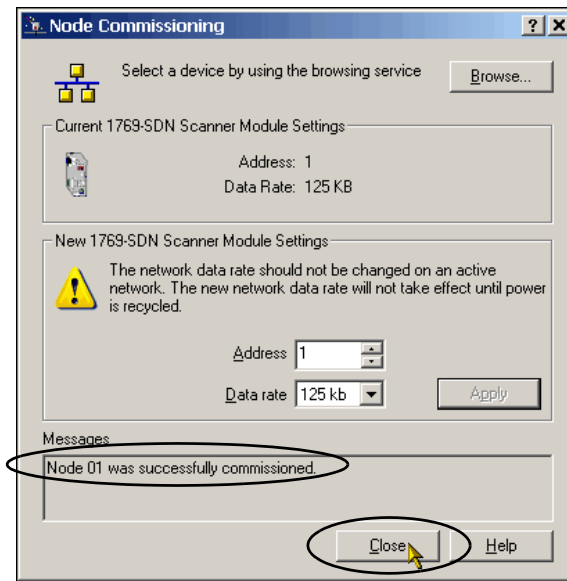 Node Commissioning
Select a device by using the browsing service
Browse...
Current 1769-SDN Scanner Module Settings
Address: 1
Data Rate: 125 KB
New 1769-SDN Scanner Module Settings
The network data rate should not be changed on an active
network. The new network data rate will not take effect until power
is recycled.
Address 1
Data rate 125 kb
Apply
Messages
Node 01 was successfully commissioned.
Close Help